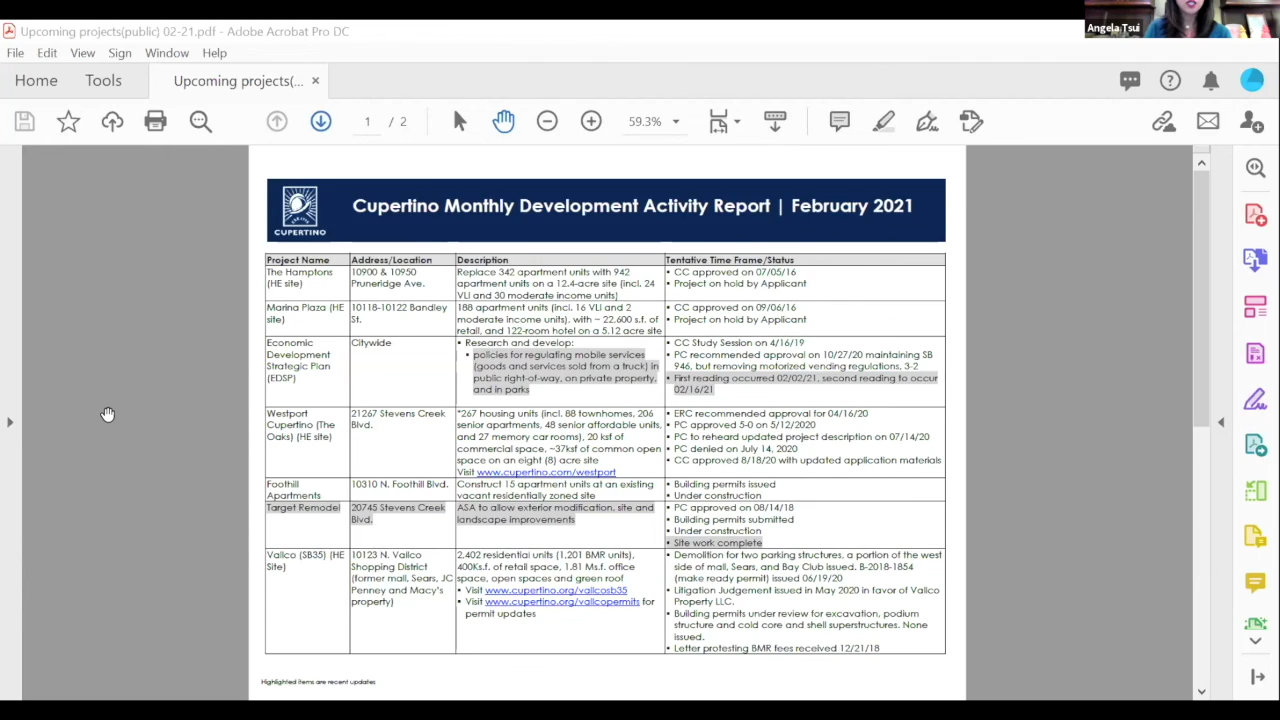 Upcoming projects(public) 02-21.pdf - Adobe Acrobat Pro DC
Angela Tsui
File Edit View Sign Window Help
Home Tools Upcoming projects(... ×
1 / 2 59.3%
CUPERTINO
Cupertino Monthly Development Activity Report | February 2021
Project Name Address/Location Description Tentative Time Frame/Status
The Hamptons
(HE site)
10900 & 10950
Pruneridge Ave.
Replace 342 apartment units with 942
apartment units on a 12.4-acre site (incl. 24
VLI and 30 moderate income units)
• CC approved on 07/05/16
• Project on hold by Applicant
Marina Plaza (HE
site)
10118-10122 Bandley
St.
188 apartment units (incl. 16 VLI and 2
moderate income units), with ~ 22,600 s.f. of
retail, and 122-room hotel on a 5.12 acre site
• CC approved on 09/06/16
• Project on hold by Applicant
Economic
Development
Strategic Plan
(EDSP)
Citywide
• Research and develop:
• policies for regulating mobile services
(goods and services sold from a truck) in
public right-of-way, on private property,
and in parks
• CC Study Session on 4/16/19
• PC recommended approval on 10/27/20 maintaining SB
946, but removing motorized vending regulations, 3-2
• First reading occurred 02/02/21, second reading to occur
02/16/21
Westport
Cupertino (The
Oaks) (HE site)
21267 Stevens Creek
Blvd.
*267 housing units (incl. 88 townhomes, 206
senior apartments, 48 senior affordable units,
and 27 memory car rooms), 20 ksf of
commercial space, ~37ksf of common open
space on an eight (8) acre site
Visit www.cupertino.com/westport
• ERC recommended approval for 04/16/20
• PC approved 5-0 on 5/12/2020
• PC to reheard updated project description on 07/14/20
• PC denied on July 14, 2020
• CC approved 8/18/20 with updated application materials
Foothill
Apartments
10310 N. Foothill Blvd.
Construct 15 apartment units at an existing
vacant residentially zoned site
• Building permits issued
• Under construction
Target Remodel
20745 Stevens Creek
Blvd.
ASA to allow exterior modification, site and
landscape improvements
• PC approved on 08/14/18
• Building permits submitted
• Under construction
• Site work complete
Vallco (SB35) (HE
Site)
10123 N. Vallco
Shopping District
(former mall, Sears, JC
Penney and Macy's
property)
2,402 residential units (1,201 BMR units),
400Ks.f. of retail space, 1.81 Ms.f. office
space, open spaces and green roof
• Visit www.cupertino.org/vallcosb35
• Visit www.cupertino.org/vallcopermits for
permit updates
• Demolition for two parking structures, a portion of the west
side of mall, Sears, and Bay Club issued. B-2018-1854
(make ready permit) issued 06/19/20
• Litigation Judgement issued in May 2020 in favor of Vallco
Property LLC.
• Building permits under review for excavation, podium
structure and cold core and shell superstructures. None
issued.
• Letter protesting BMR fees received 12/21/18
Highlighted items are recent updates